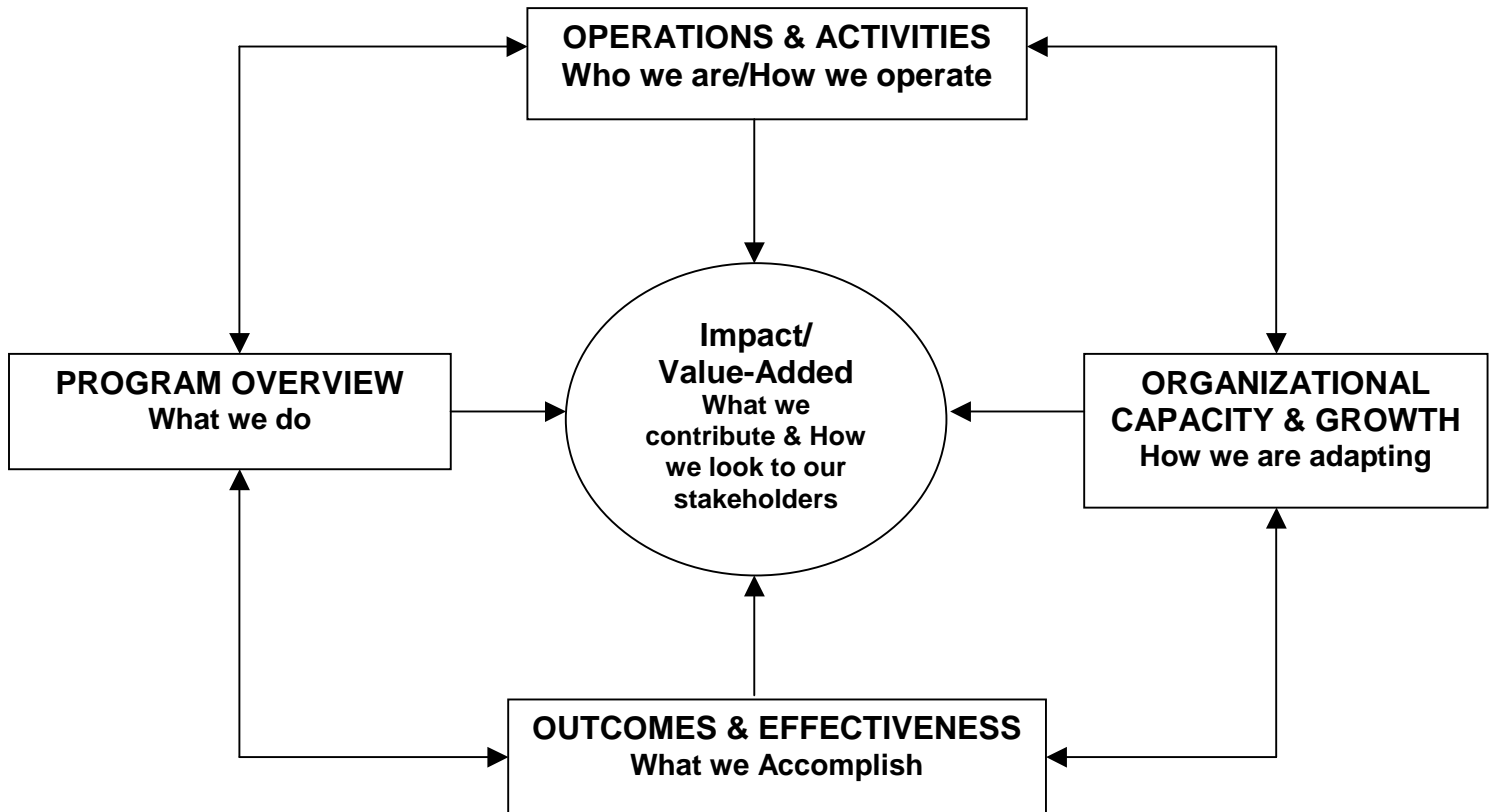 OPERATIONS & ACTIVITIES
Who we are/How we operate
Impact/
Value-Added
What we
contribute & How
we look to our
stakeholders
PROGRAM OVERVIEW
What we do
ORGANIZATIONAL
CAPACITY & GROWTH
How we are adapting
OUTCOMES & EFFECTIVENESS
What we Accomplish